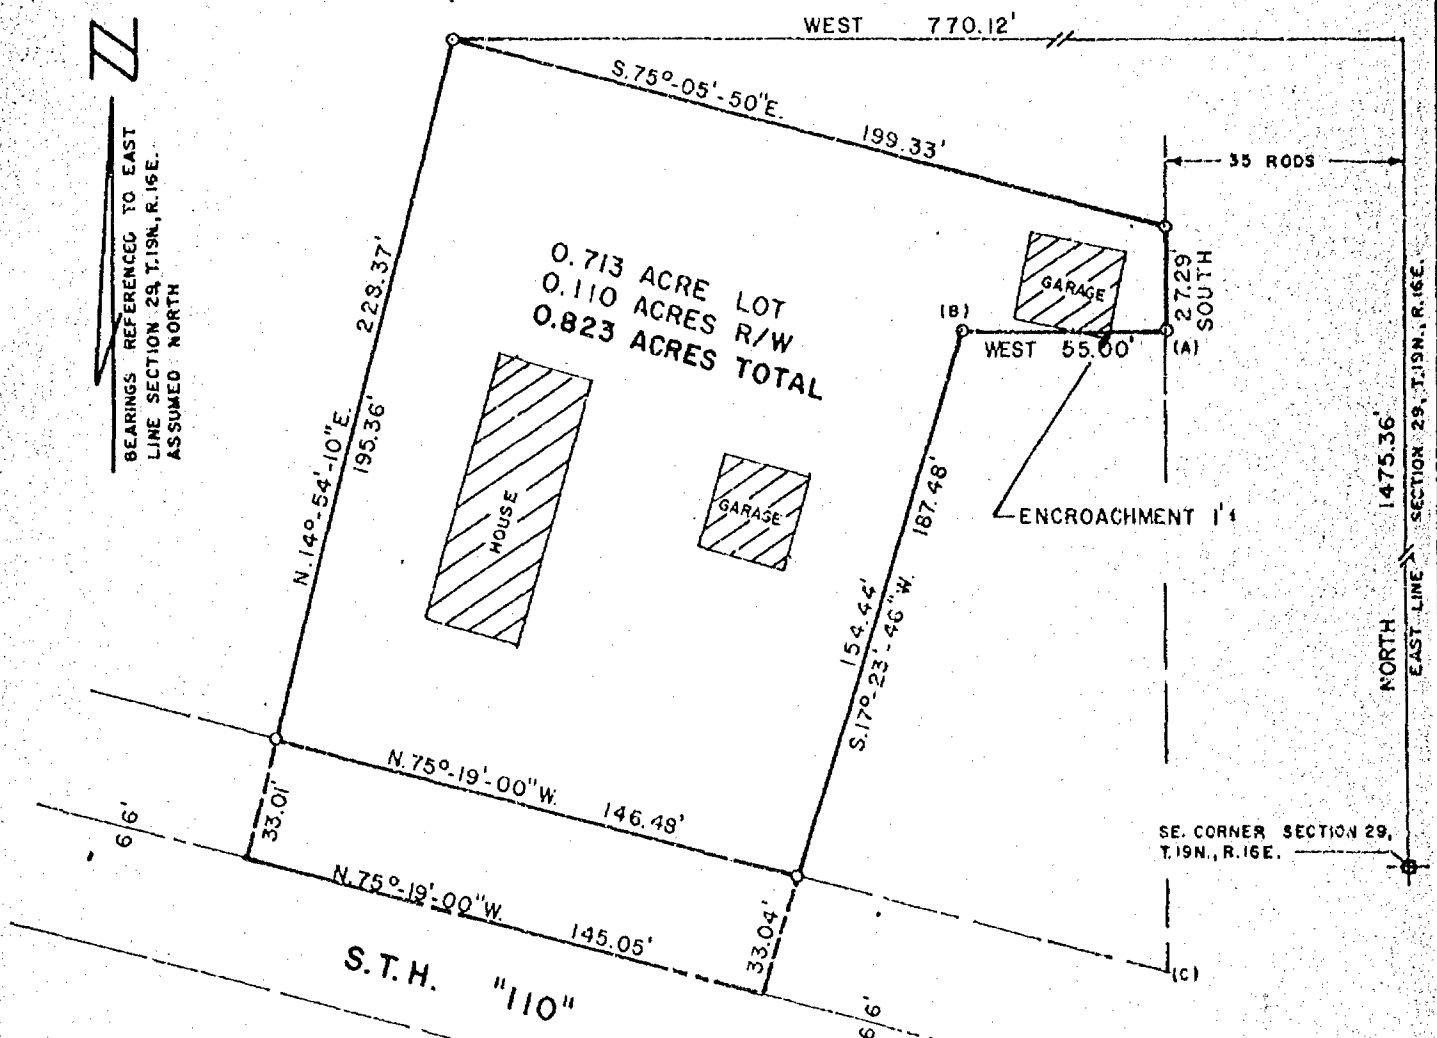 WEST 770.12'
S.75°-05'-50"E. 199.33'
35 RODS
BEARINGS REFERENCED TO EAST
LINE SECTION 29, T.19N., R.16E.
ASSUMED NORTH
0.713 ACRE LOT
0.110 ACRES R/W
0.823 ACRES TOTAL
GARAGE
27.29'
SOUTH
(B)
WEST 55.00'
(A)
228.37'
N.14°-54'-10"E.
195.36'
HOUSE
GARAGE
187.48'
154.44'
S.17°-23'-46"W.
ENCROACHMENT 1'±
NORTH 1475.36'
EAST LINE SECTION 29, T.19N., R.16E.
N.75°-19'-00"W. 146.48'
33.01'
66'
SE. CORNER SECTION 29,
T.19N., R.16E.
N.75°-19'-00"W. 145.05'
33.04'
(C)
S.T.H. "110"
66'